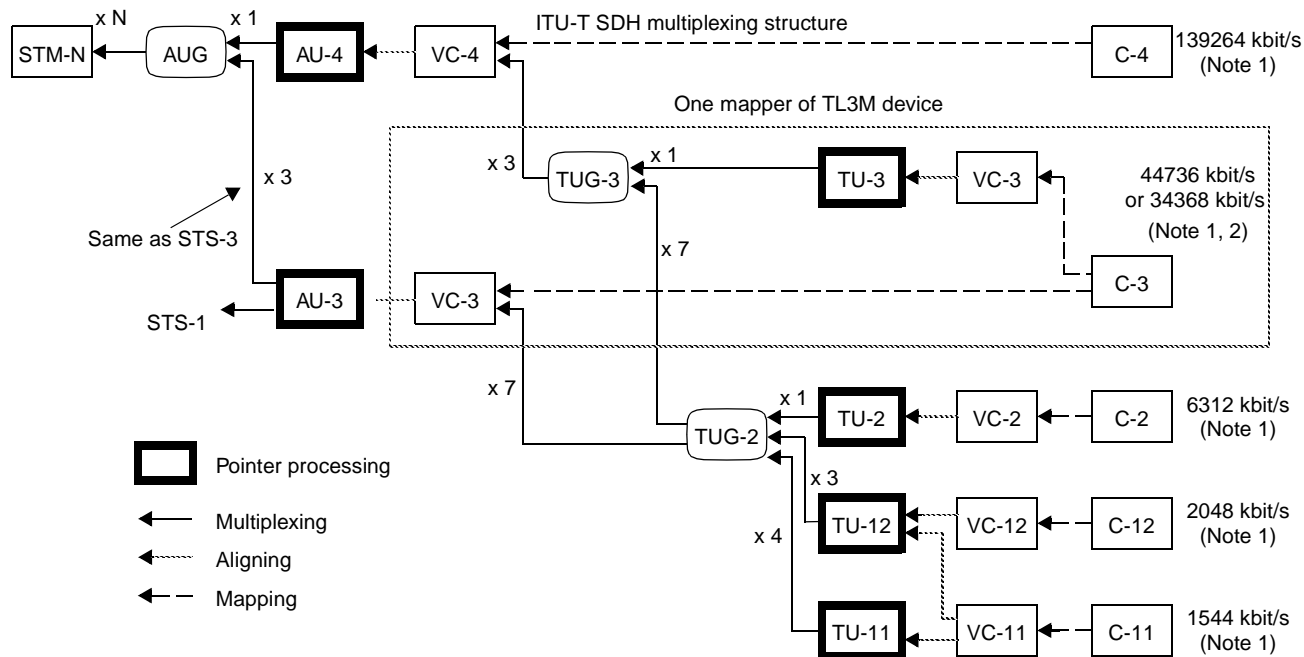 x N
x 1
ITU-T SDH multiplexing structure
STM-N
AUG
AU-4
VC-4
C-4
139264 kbit/s
(Note 1)
One mapper of TL3M device
x 3
x 3
x 1
TUG-3
TU-3
VC-3
44736 kbit/s
or 34368 kbit/s
(Note 1, 2)
Same as STS-3
x 7
AU-3
VC-3
C-3
STS-1
x 7
x 1
TUG-2
TU-2
VC-2
C-2
6312 kbit/s
(Note 1)
Pointer processing
x 3
Multiplexing
x 4
TU-12
VC-12
C-12
2048 kbit/s
(Note 1)
Aligning
Mapping
TU-11
VC-11
C-11
1544 kbit/s
(Note 1)